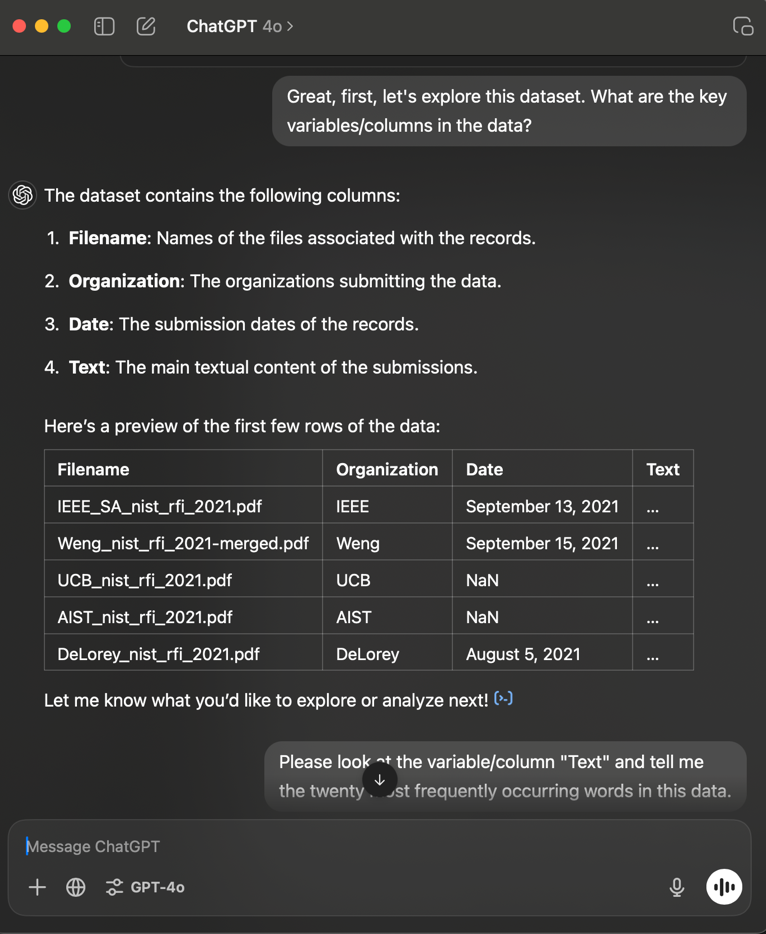 ChatGPT 4o >
Great, first, let's explore this dataset. What are the key
variables/columns in the data?
The dataset contains the following columns:
1. Filename: Names of the files associated with the records.
2. Organization: The organizations submitting the data.
3. Date: The submission dates of the records.
4. Text: The main textual content of the submissions.
Here’s a preview of the first few rows of the data:
Filename Organization Date Text
IEEE_SA_nist_rfi_2021.pdf IEEE September 13, 2021 ...
Weng_nist_rfi_2021-merged.pdf Weng September 15, 2021 ...
UCB_nist_rfi_2021.pdf UCB NaN ...
AIST_nist_rfi_2021.pdf AIST NaN ...
DeLorey_nist_rfi_2021.pdf DeLorey August 5, 2021 ...
Let me know what you’d like to explore or analyze next! [>-]
Please look at the variable/column "Text" and tell me
the twenty most frequently occurring words in this data.
Message ChatGPT
GPT-4o